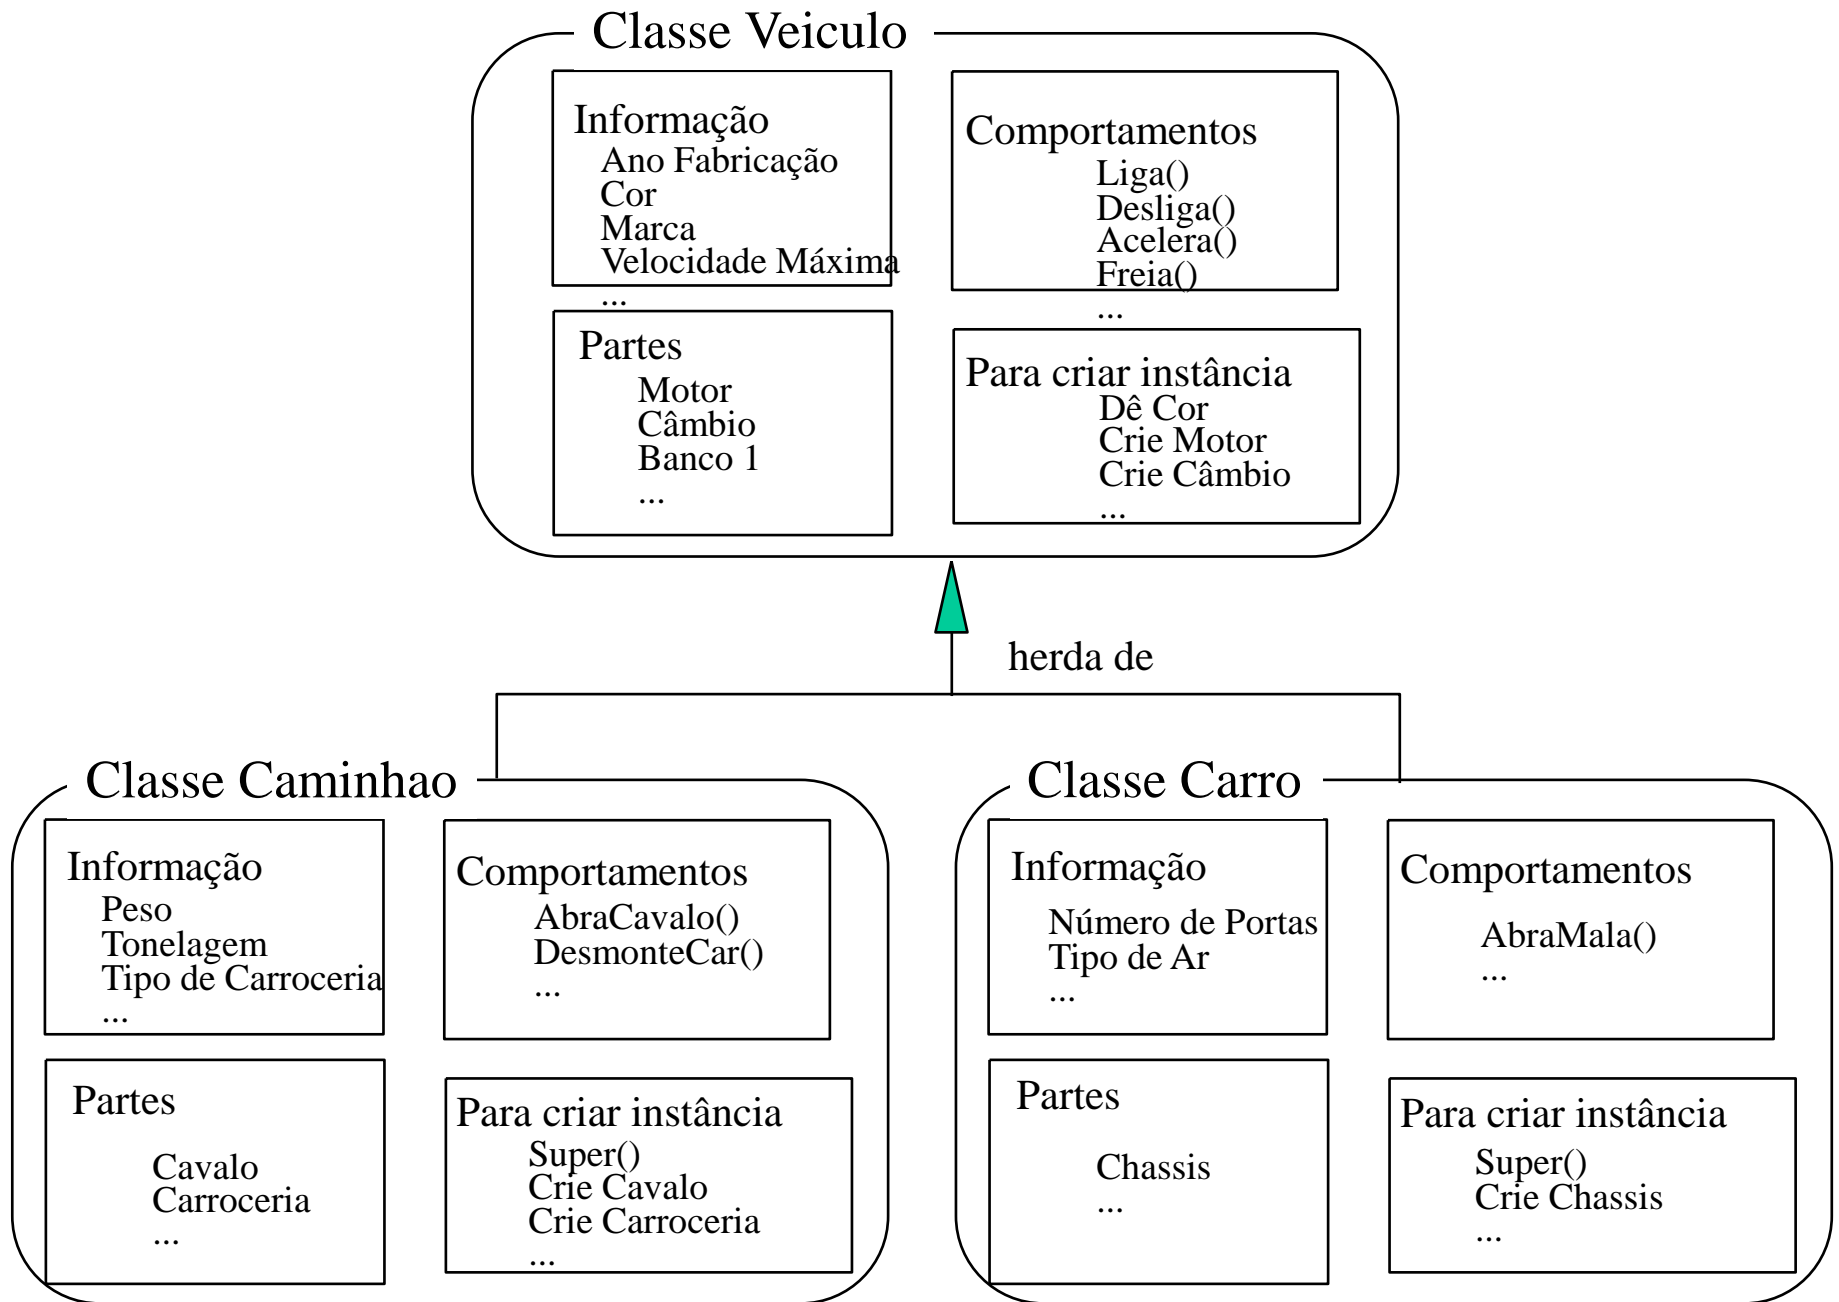 Classe Veiculo
Informação
Ano Fabricação
Cor
Marca
Velocidade Máxima
...
Comportamentos
Liga()
Desliga()
Acelera()
Freia()
...
Partes
Motor
Câmbio
Banco 1
...
Para criar instância
Dê Cor
Crie Motor
Crie Câmbio
...
herda de
Classe Caminhao
Informação
Peso
Tonelagem
Tipo de Carroceria
...
Comportamentos
AbraCavalo()
DesmonteCar()
...
Partes
Cavalo
Carroceria
...
Para criar instância
Super()
Crie Cavalo
Crie Carroceria
...
Classe Carro
Informação
Número de Portas
Tipo de Ar
...
Comportamentos
AbraMala()
...
Partes
Chassis
...
Para criar instância
Super()
Crie Chassis
...